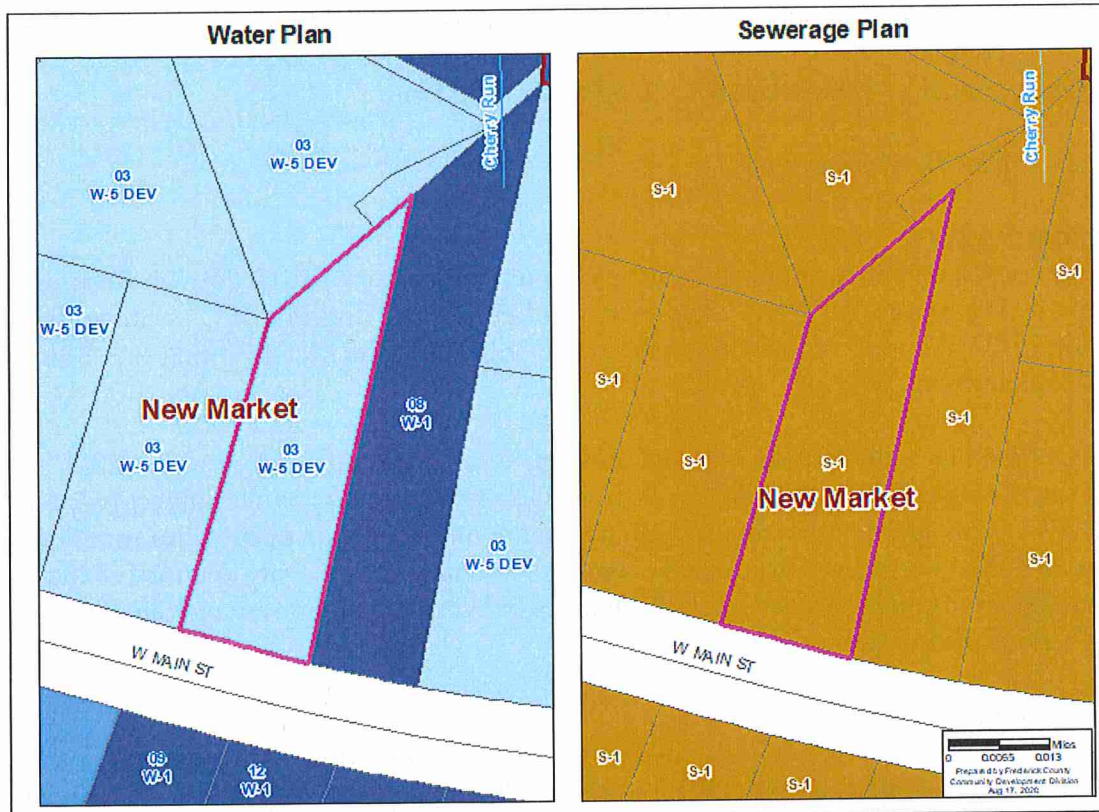 Water Plan
Cherry Run
03
W-5 DEV
03
W-5 DEV
03
W-5 DEV
New Market
03
W-5 DEV
03
W-5 DEV
08
W-1
03
W-5 DEV
W MAIN ST
09
W-1
12
W-1
Sewerage Plan
Cherry Run
S-1
S-1
S-1
S-1
S-1
S-1
S-1
New Market
S-1
W MAIN ST
S-1
S-1
S-1
Miles
0 0.0065 0.013
Prepared by Frederick County
Community Development Division
Aug 17, 2020